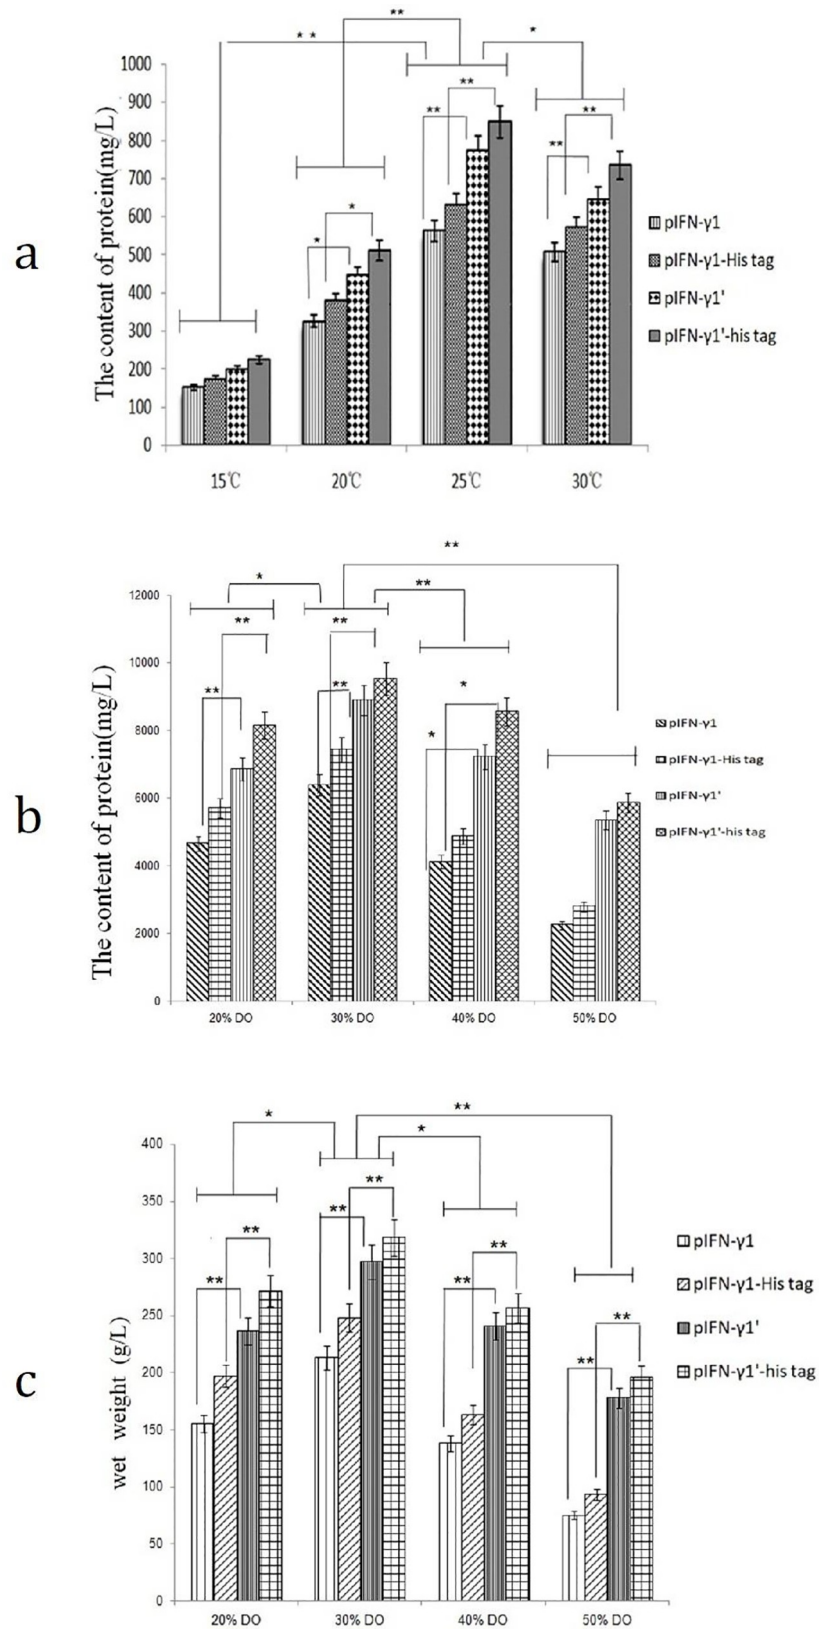 a
The content of protein(mg/L)
1000
900
800
700
600
500
400
300
200
100
0
15℃
20℃
25℃
30℃
* *
**
*
*
*
**
**
**
**
pIFN-γ1
pIFN-γ1-His tag
pIFN-γ1'
pIFN-γ1'-his tag
b
The content of protein(mg/L)
12000
10000
8000
6000
4000
2000
0
20% DO
30% DO
40% DO
50% DO
**
*
**
**
**
**
**
*
*
pIFN-γ1
pIFN-γ1-His tag
pIFN-γ1'
pIFN-γ1'-his tag
c
wet weight (g/L)
400
350
300
250
200
150
100
50
0
20% DO
30% DO
40% DO
50% DO
*
**
*
**
**
**
**
**
**
**
**
pIFN-γ1
pIFN-γ1-His tag
pIFN-γ1'
pIFN-γ1'-his tag